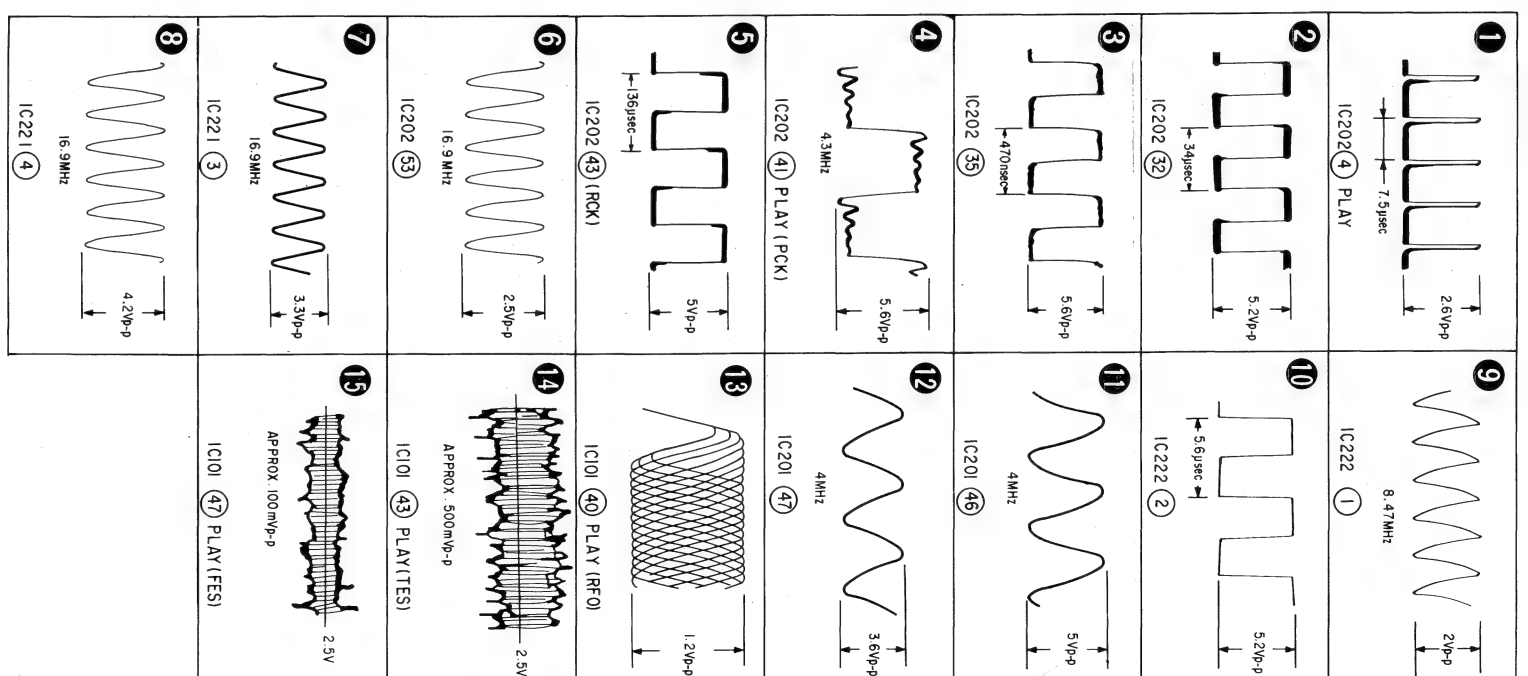 1
2.6Vp-p
7.5µsec
IC202 4 PLAY
2
5.2Vp-p
34µsec
IC202 32
3
5.6Vp-p
470nsec
IC202 35
4
5.6Vp-p
4.3MHz
IC202 41 PLAY (PCK)
5
5Vp-p
136µsec
IC202 43 (RCK)
6
2.5Vp-p
16.9MHz
IC202 53
7
3.3Vp-p
16.9MHz
IC221 3
8
4.2Vp-p
16.9MHz
IC221 4
9
2Vp-p
8.47MHz
IC222 1
10
5.2Vp-p
5.6µsec
IC222 2
11
5Vp-p
4MHz
IC201 46
12
3.6Vp-p
4MHz
IC201 47
13
1.2Vp-p
IC101 40 PLAY (RFO)
14
2.5V
APPROX. 500mVp-p
IC101 43 PLAY(TES)
15
2.5V
APPROX. 100mVp-p
IC101 47 PLAY(FES)